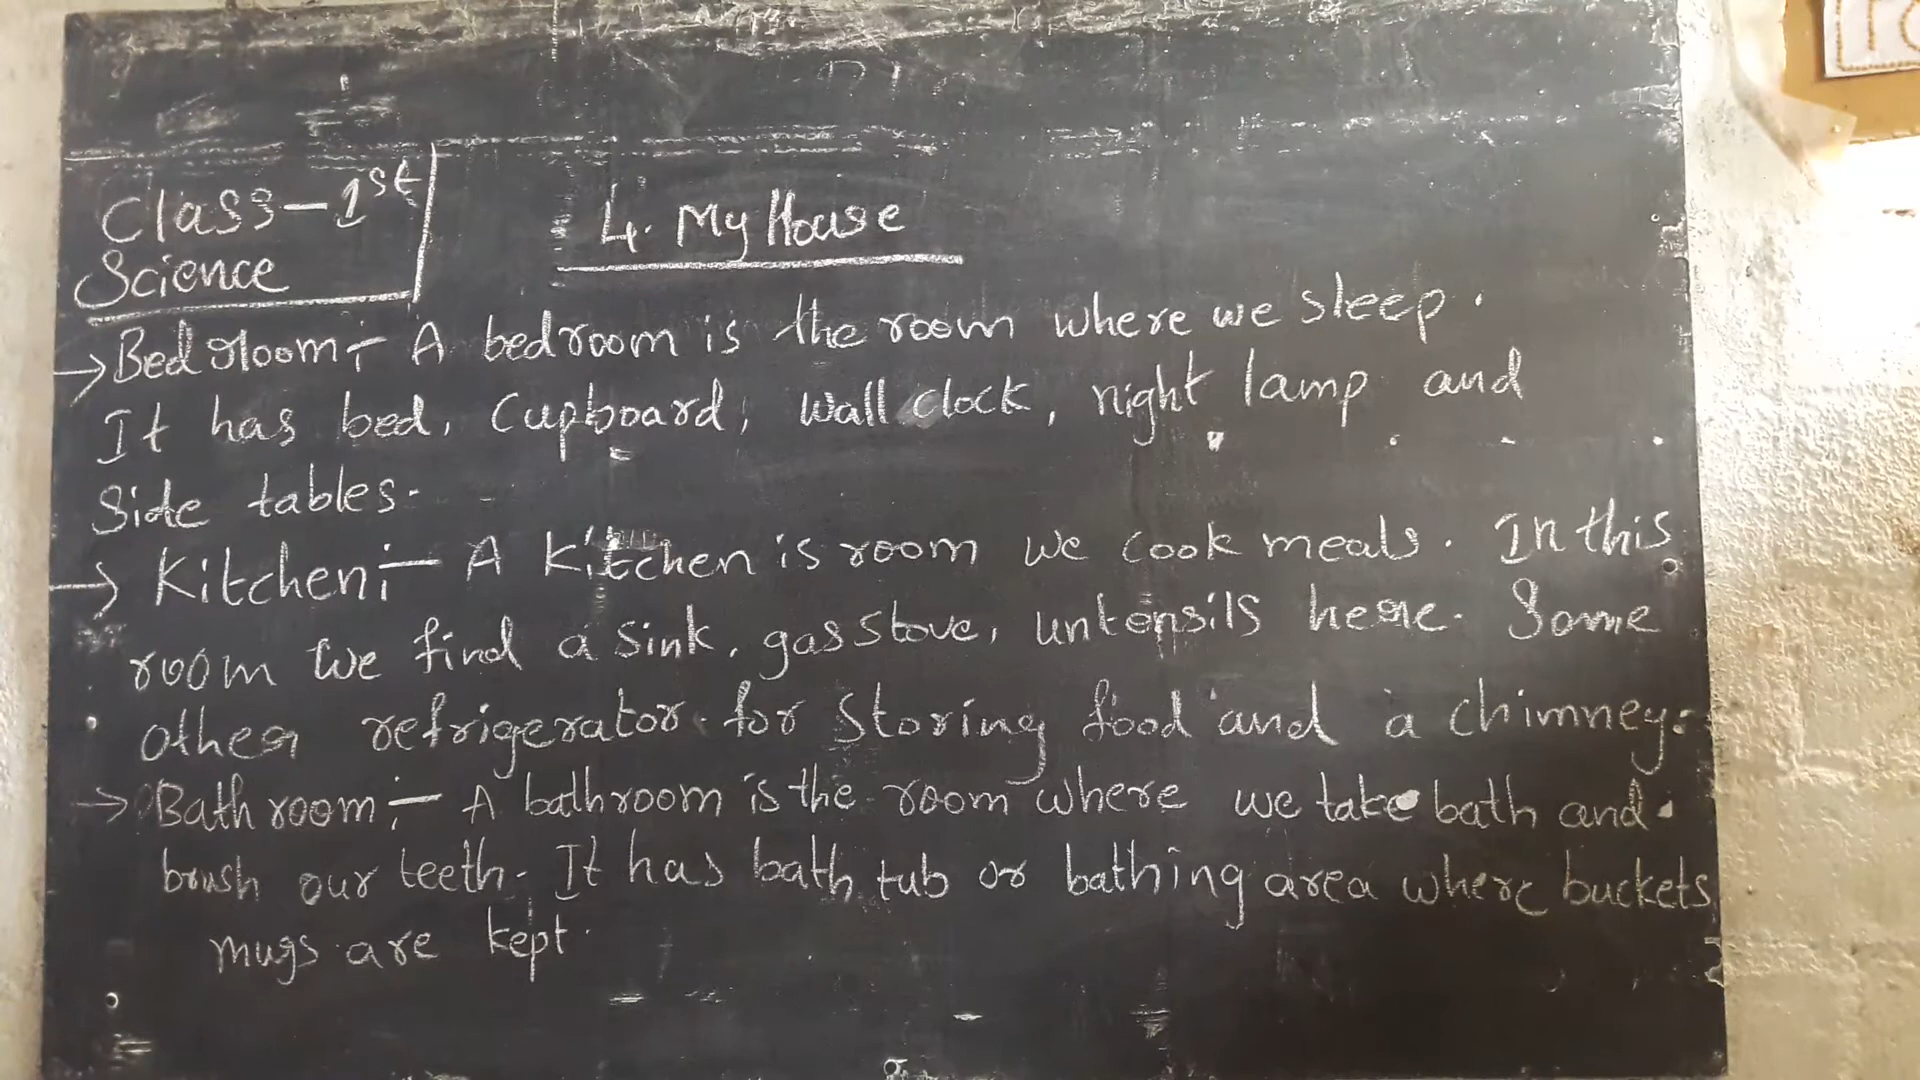 Class-1st
Science
4. My House
→ Bedroom:- A bedroom is the room where we sleep.
It has bed, Cupboard, wall clock, night lamp and
Side tables.
→ Kitchen:- A Kitchen is room we cook meals. In this
room we find a sink, gas stove, untensils here. Some
other refrigerator for Storing food and a chimney.
→ Bath room:- A bathroom is the room where we take bath and
brush our teeth. It has bath tub or bathing area where buckets
mugs are kept.